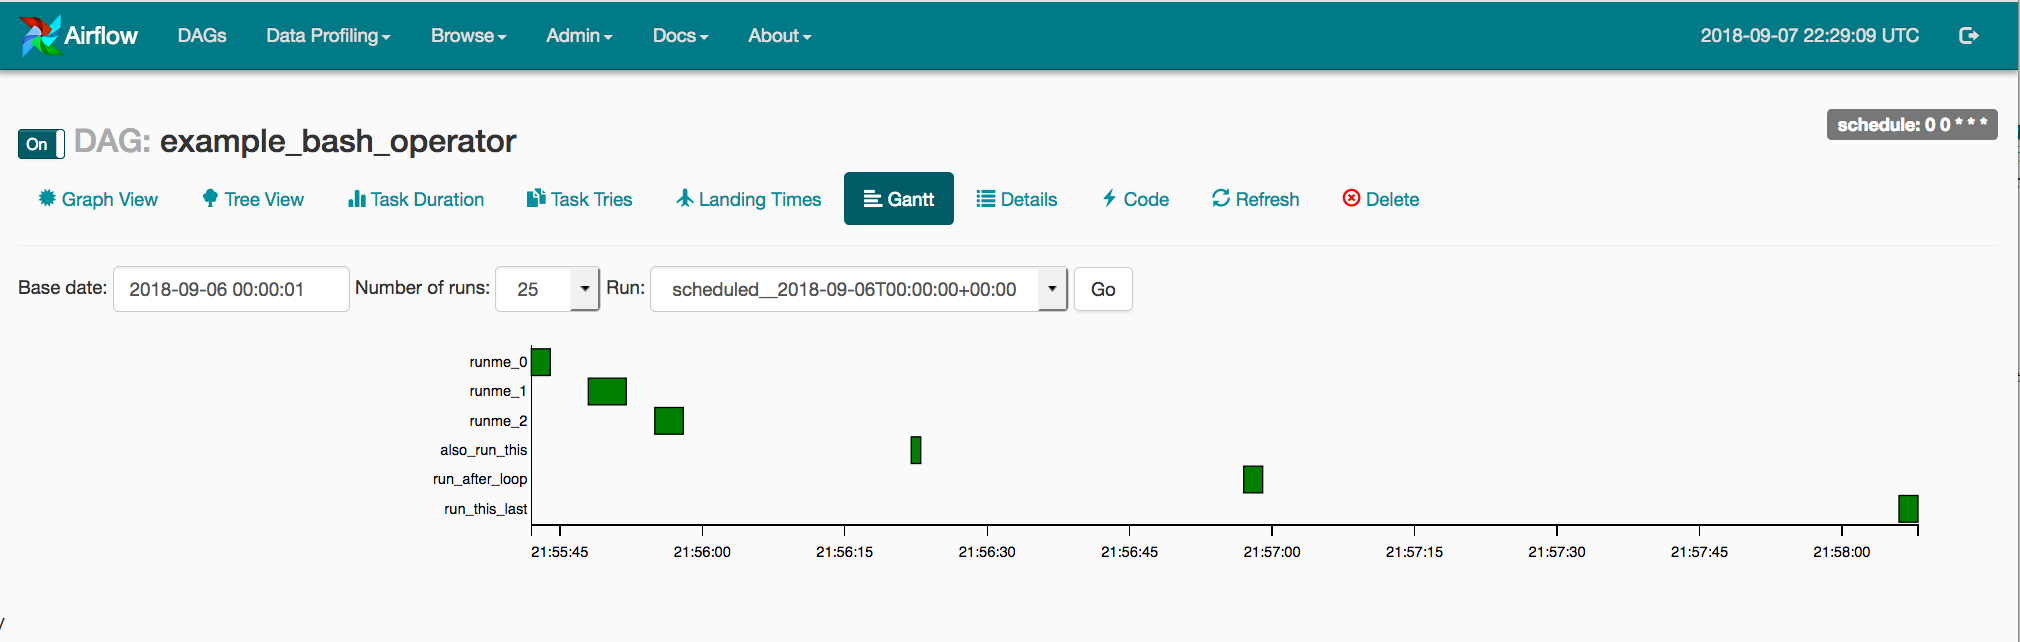 Airflow DAGs Data Profiling Browse Admin Docs About 2018-09-07 22:29:09 UTC
schedule: 0 0 * * *
On DAG: example_bash_operator
Graph View Tree View Task Duration Task Tries Landing Times Gantt Details Code Refresh Delete
Base date: 2018-09-06 00:00:01 Number of runs: 25 Run: scheduled__2018-09-06T00:00:00+00:00 Go
runme_0
runme_1
runme_2
also_run_this
run_after_loop
run_this_last
21:55:45 21:56:00 21:56:15 21:56:30 21:56:45 21:57:00 21:57:15 21:57:30 21:57:45 21:58:00
/